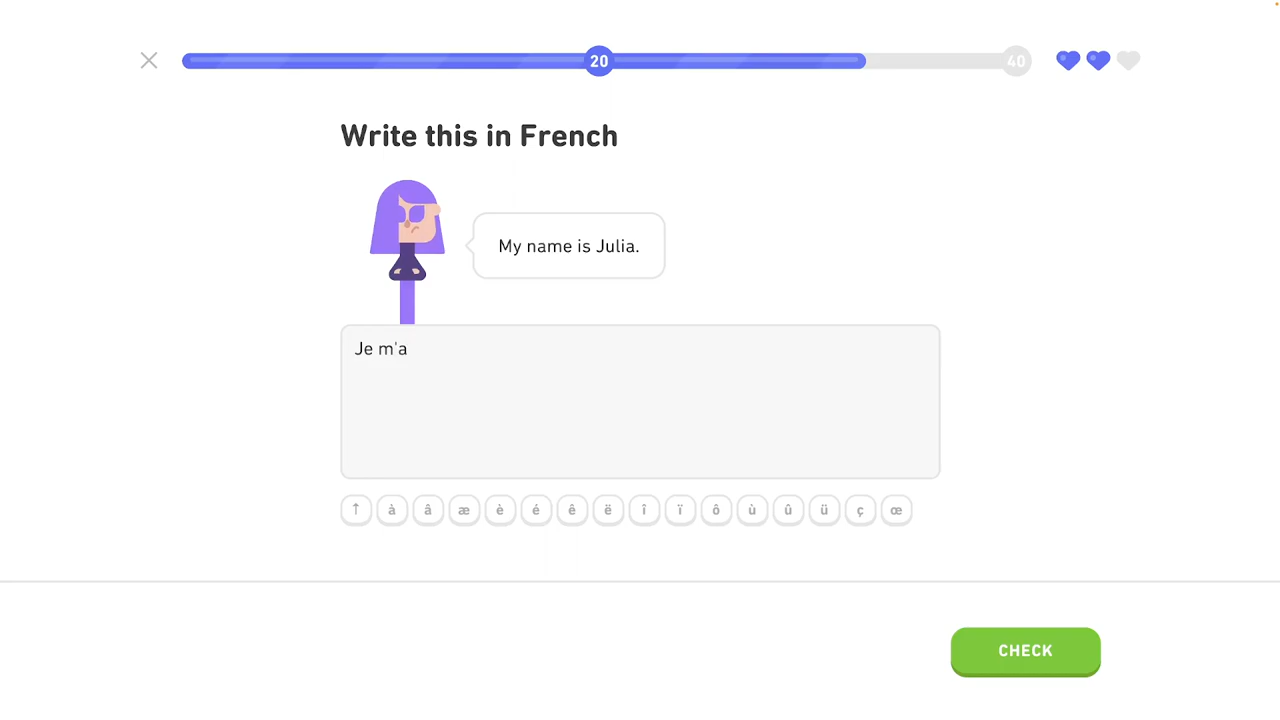 20
40
Write this in French
My name is Julia.
Je m'a
↑ à â æ è é ê ë î ï ô ù û ü ç œ
CHECK